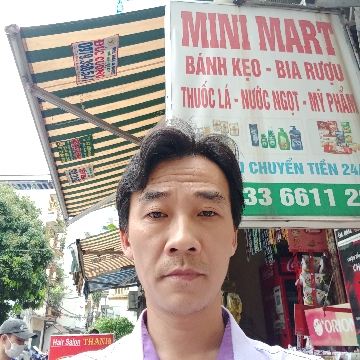 MINI MART
BÁNH KẸO - BIA RƯỢU
THUỐC LÁ - NƯỚC NGỌT - MỸ PHẨM
CHUYỂN TIỀN 24/
33 6611 2
Hair Salon THANH
ORION